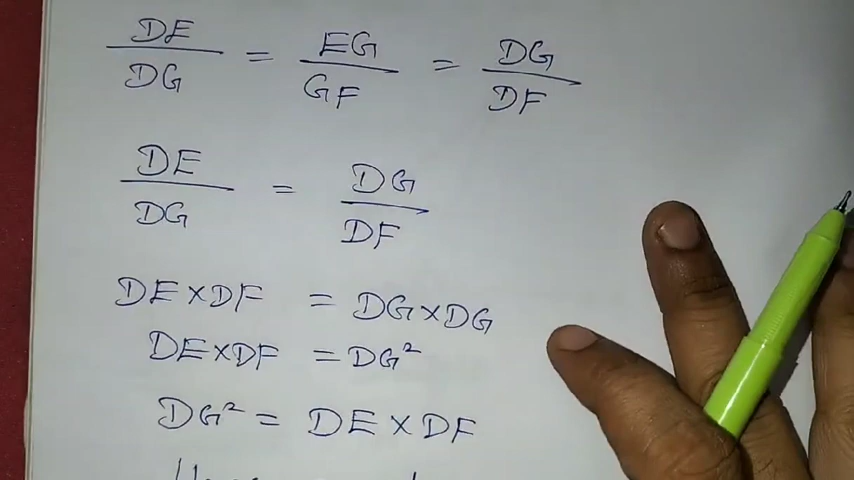 DE/DG = EG/GF = DG/DF
DE/DG = DG/DF
DE×DF = DG×DG
DE×DF = DG²
DG² = DE × DF